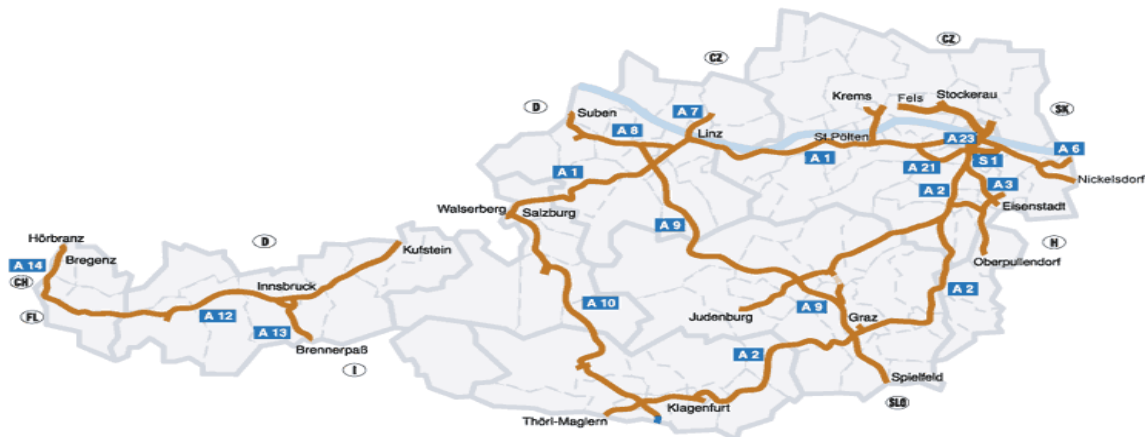 CZ
CZ
D
Suben
A 7
A 8
Linz
Krems
Fels
Stockerau
SK
St.Pölten
A 23
A 6
A 1
A 21
S 1
Nickelsdorf
A 1
A 2
A 3
Eisenstadt
Walserberg
Salzburg
A 9
H
Oberpullendorf
Hörbranz
D
Kufstein
A 14
Bregenz
CH
Innsbruck
FL
A 12
A 13
Brennerpaß
I
A 10
Judenburg
A 9
Graz
A 2
A 2
Spielfeld
SLO
Klagenfurt
Thörl-Maglern